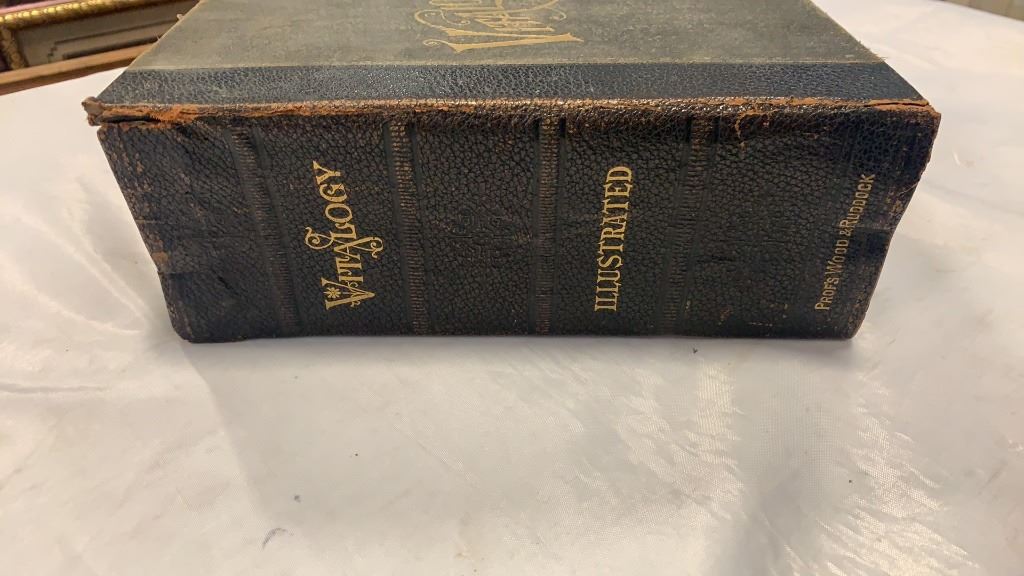 VITALOGY
ILLUSTRATED
PROFS WOOD & RUDDOCK